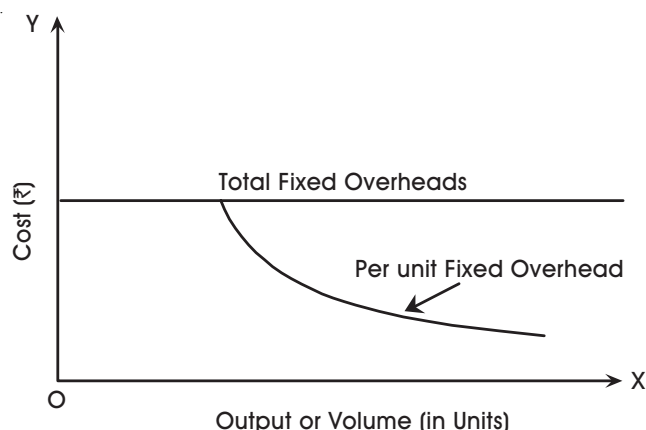 Y
Cost (₹)
Total Fixed Overheads
Per unit Fixed Overhead
X
O
Output or Volume (in Units)